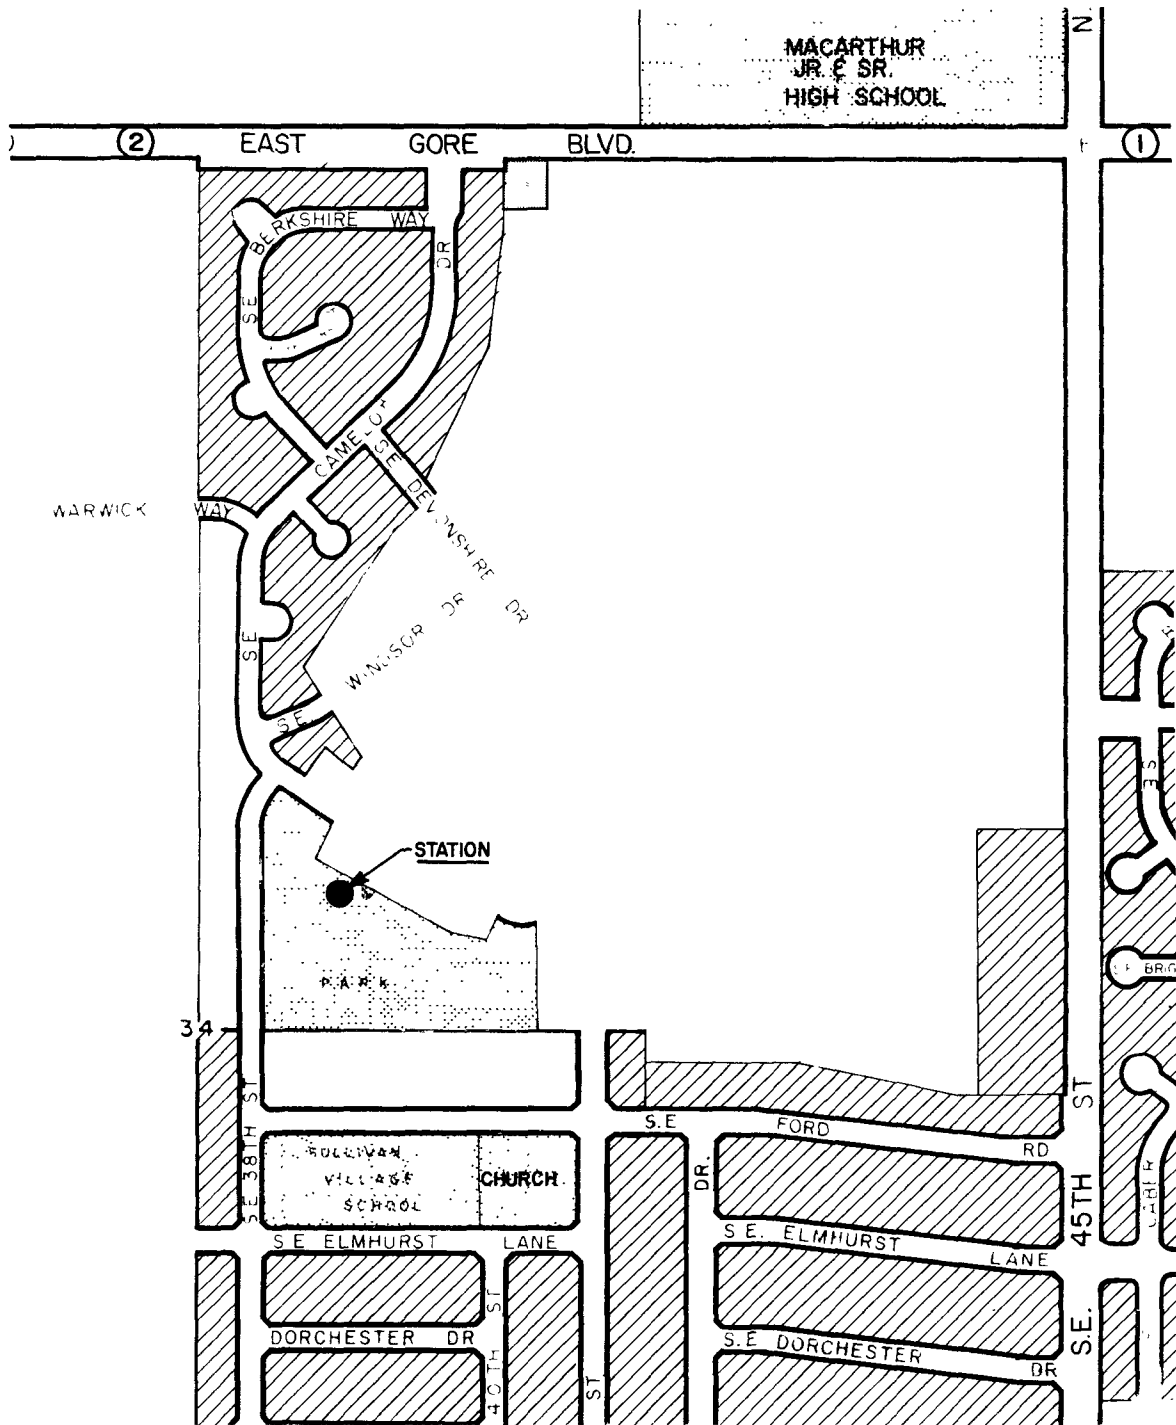 N.
MACARTHUR
JR. & SR.
HIGH SCHOOL
2 EAST GORE BLVD. 1
BERKSHIRE WAY
SE
DR
CAMELOT
SE DEVONSHIRE DR
WARWICK WAY
SE
S.E. WINDSOR DR
SE
STATION
PARK
S.E. BRIG
34
SE 38TH ST
S.E FORD RD
SULLIVAN
VILLAGE
SCHOOL
CHURCH
DR.
S.E. 45TH ST
CABER
S E ELMHURST LANE
S E. ELMHURST LANE
DORCHESTER DR
S.E DORCHESTER DR
40TH ST
ST